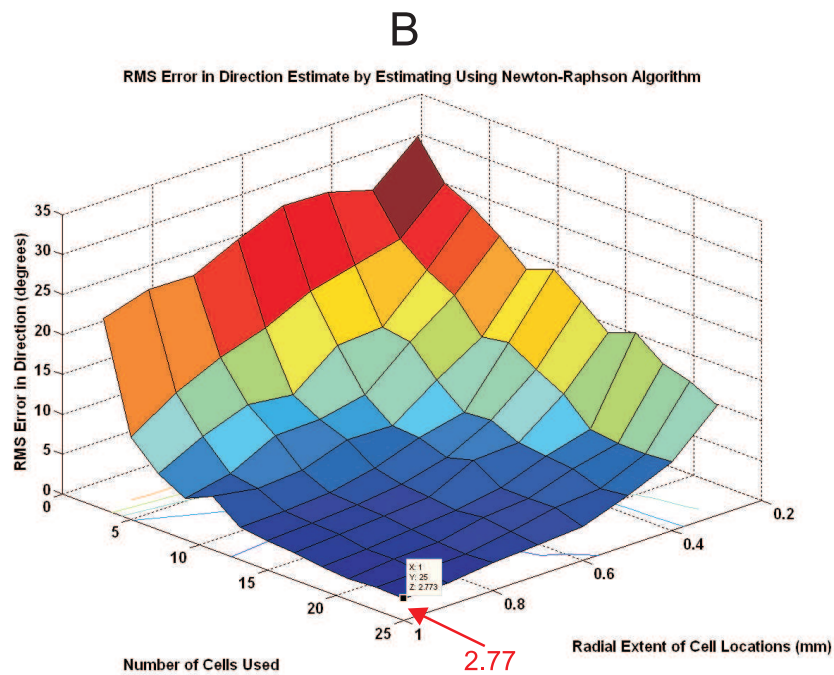 B
RMS Error in Direction Estimate by Estimating Using Newton-Raphson Algorithm
RMS Error in Direction (degrees)
35
30
25
20
15
10
5
0
0
5
10
15
20
25
1
0.8
0.6
0.4
0.2
X: 1
Y: 25
Z: 2.773
2.77
Number of Cells Used
Radial Extent of Cell Locations (mm)